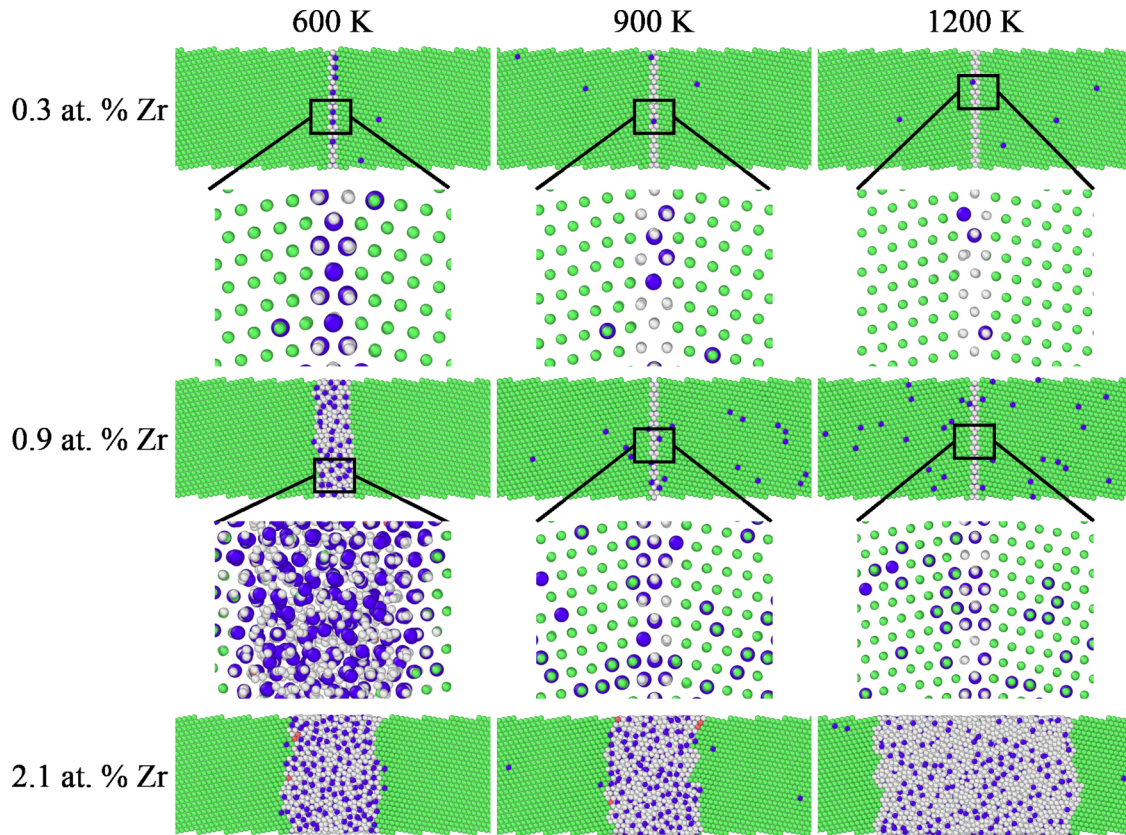 600 K
900 K
1200 K
0.3 at. % Zr
0.9 at. % Zr
2.1 at. % Zr